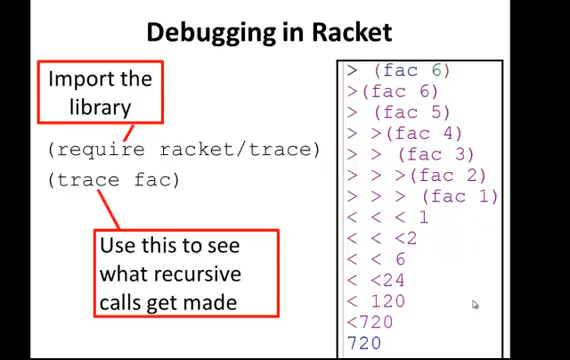 Debugging in Racket
Import the
library
(require racket/trace)
(trace fac)
Use this to see
what recursive
calls get made
> (fac 6)
>(fac 6)
> (fac 5)
> >(fac 4)
> > (fac 3)
> > >(fac 2)
> > > (fac 1)
< < < 1
< < <2
< < 6
< <24
< 120
<720
720